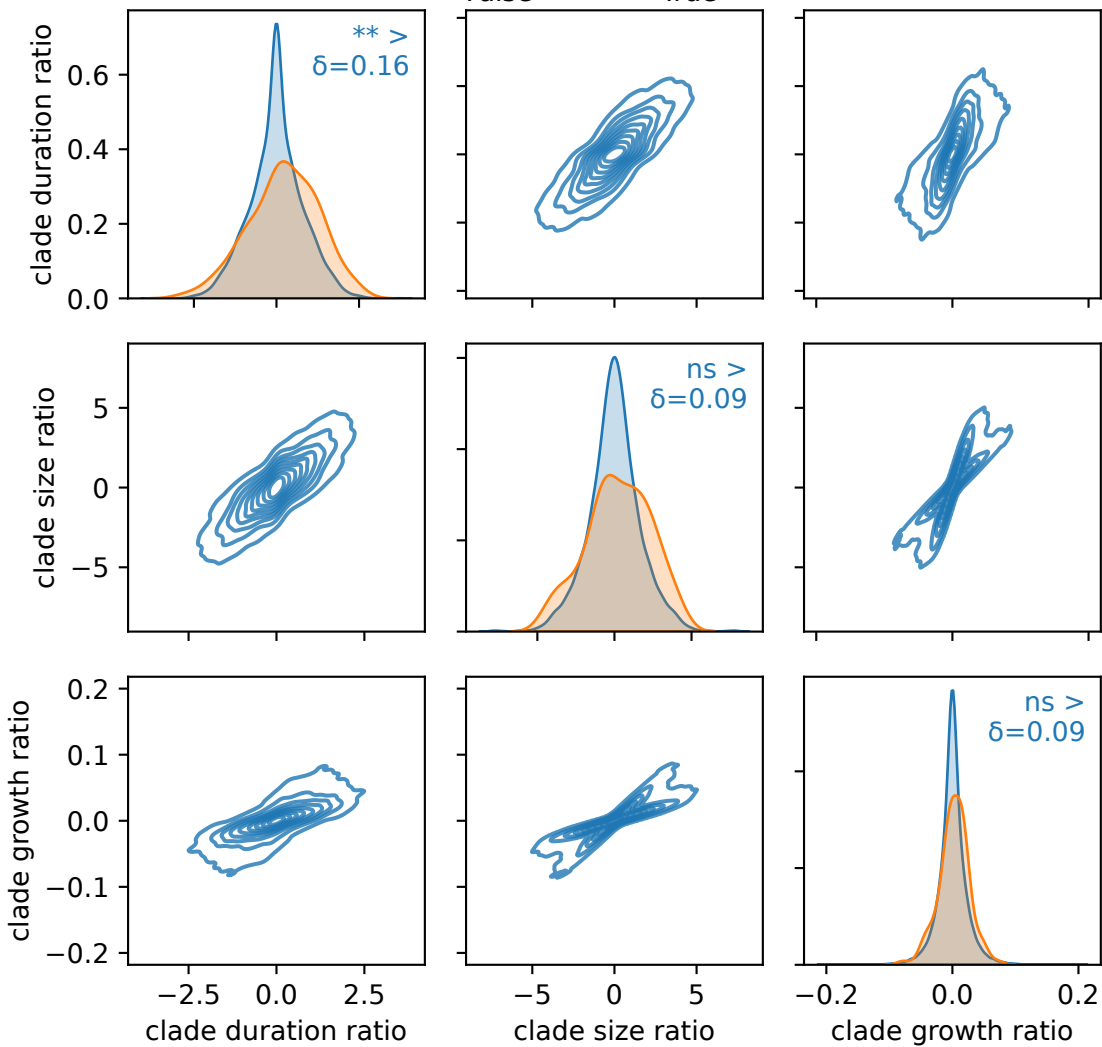 clade duration ratio
0.6
0.4
0.2
0.0
** >
δ=0.16
clade size ratio
5
0
−5
ns >
δ=0.09
clade growth ratio
0.2
0.1
0.0
−0.1
−0.2
ns >
δ=0.09
−2.5 0.0 2.5
clade duration ratio
−5 0 5
clade size ratio
−0.2 0.0 0.2
clade growth ratio